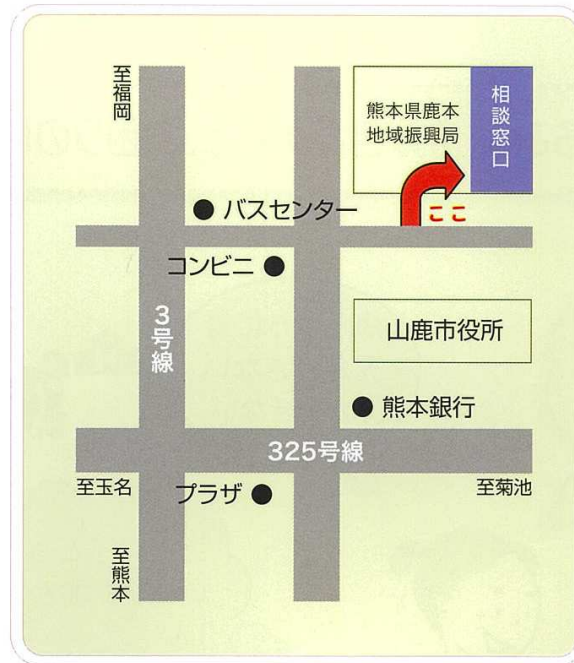 至福岡
熊本県鹿本
地域振興局
相談窓口
ここ
バスセンター
コンビニ
3号線
山鹿市役所
熊本銀行
325号線
至玉名
プラザ
至菊池
至熊本